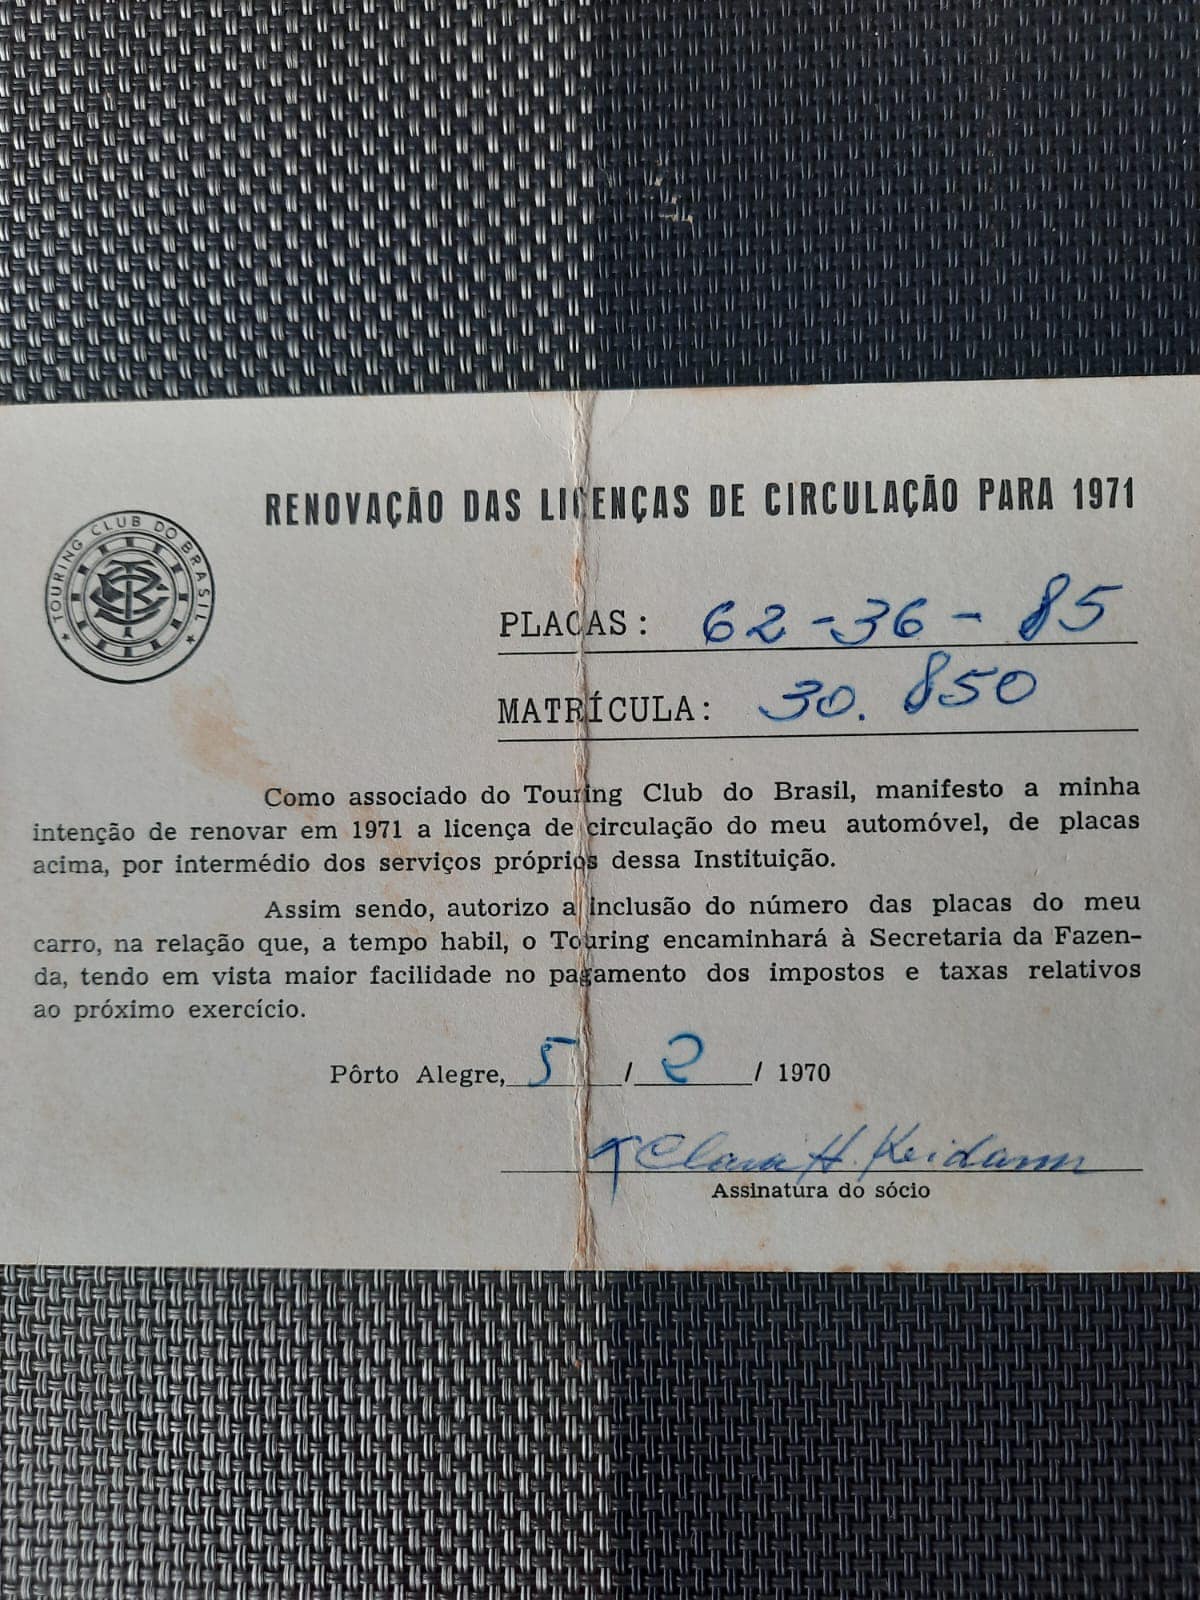 RENOVAÇÃO DAS LICENÇAS DE CIRCULAÇÃO PARA 1971
★ TOURING CLUB DO BRASIL ★
PLACAS: 62-36-85
MATRÍCULA: 30.850
Como associado do Touring Club do Brasil, manifesto a minha
intenção de renovar em 1971 a licença de circulação do meu automóvel, de placas
acima, por intermédio dos serviços próprios dessa Instituição.
Assim sendo, autorizo a inclusão do número das placas do meu
carro, na relação que, a tempo habil, o Touring encaminhará à Secretaria da Fazen-
da, tendo em vista maior facilidade no pagamento dos impostos e taxas relativos
ao próximo exercício.
Pôrto Alegre, 5 / 2 / 1970
Clara H. Keidann
Assinatura do sócio